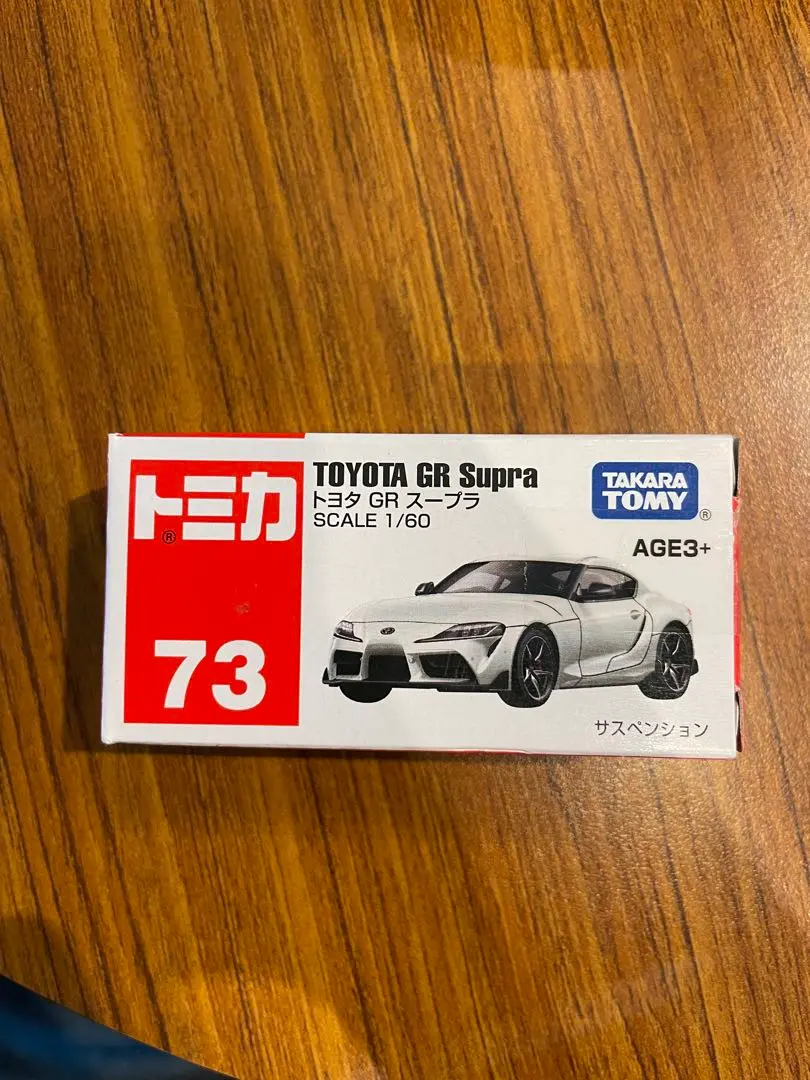 トミカ®
73
TOYOTA GR Supra
トヨタ GR スープラ
SCALE 1/60
TAKARA
TOMY®
AGE3+
サスペンション